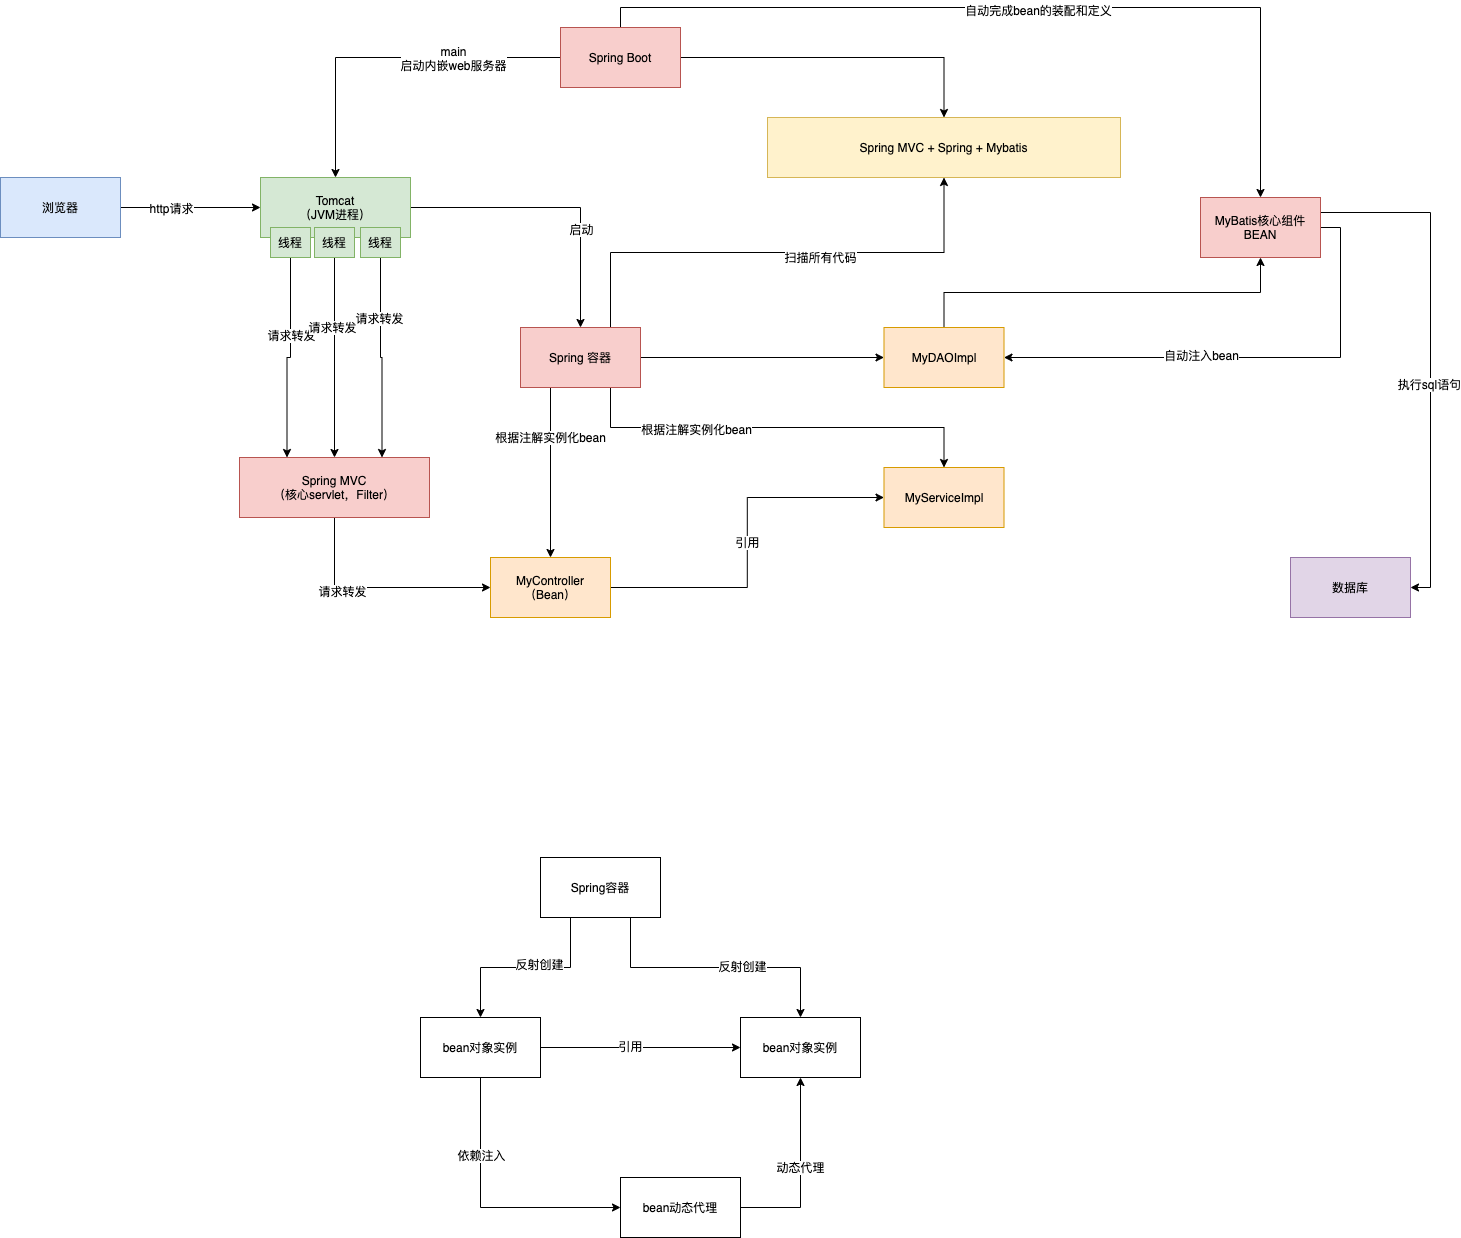 自动完成bean的装配和定义
main
启动内嵌web服务器
Spring Boot
Spring MVC + Spring + Mybatis
浏览器
http请求
Tomcat
（JVM进程）
线程
线程
线程
启动
MyBatis核心组件
BEAN
扫描所有代码
请求转发
请求转发
请求转发
Spring 容器
MyDAOImpl
自动注入bean
执行sql语句
根据注解实例化bean
根据注解实例化bean
Spring MVC
（核心servlet，Filter）
MyServiceImpl
引用
请求转发
MyController
（Bean）
数据库
Spring容器
反射创建
反射创建
bean对象实例
引用
bean对象实例
依赖注入
动态代理
bean动态代理